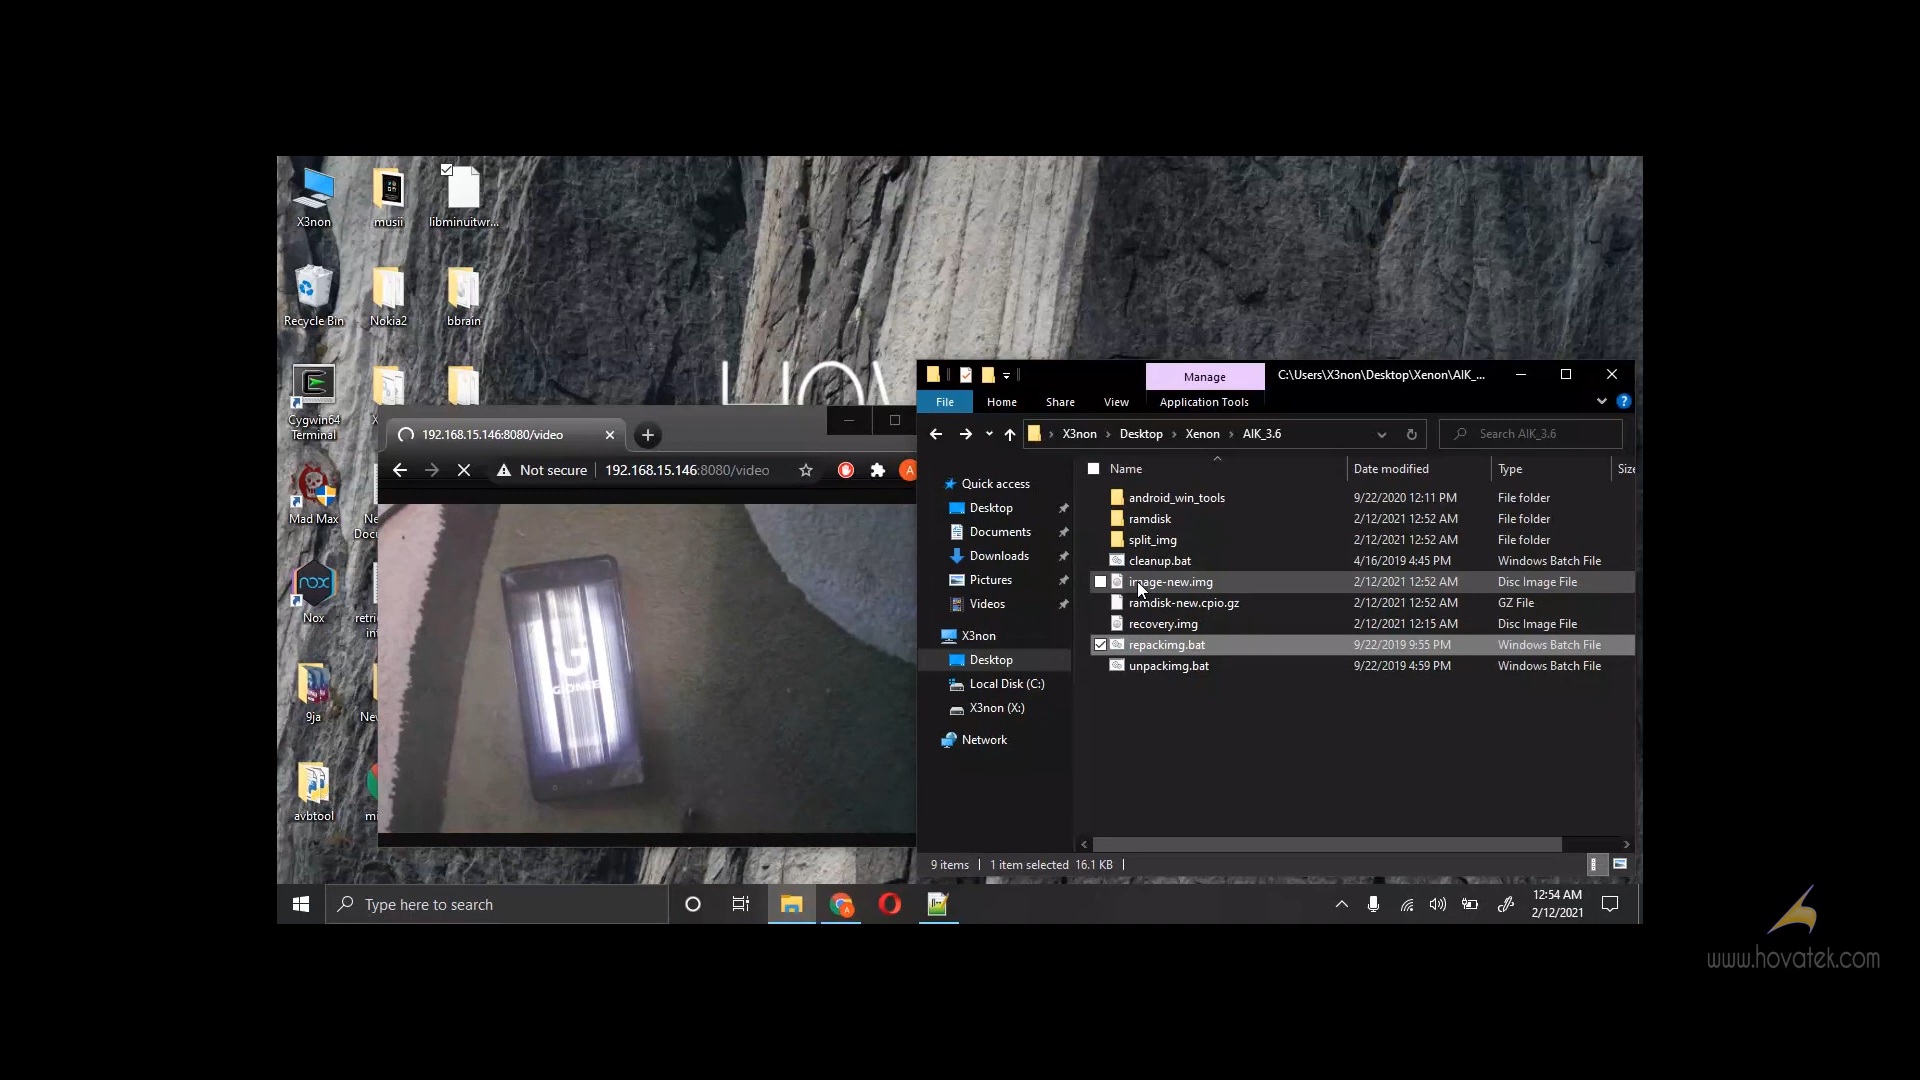 X3non
musii
libminuitwr...
Recycle Bin
Nokia2
bbrain
Cygwin64
Terminal
Mad Max
Nox
9ja
avbtool
HOV
192.168.15.146:8080/video
Not secure
192.168.15.146:8080/video
A
GIONEE
Manage
C:\Users\X3non\Desktop\Xenon\AIK_...
File
Home
Share
View
Application Tools
X3non
Desktop
Xenon
AIK_3.6
Search AIK_3.6
Quick access
Desktop
Documents
Downloads
Pictures
Videos
X3non
Desktop
Local Disk (C:)
X3non (X:)
Network
Name Date modified Type Size
android_win_tools 9/22/2020 12:11 PM File folder
ramdisk 2/12/2021 12:52 AM File folder
split_img 2/12/2021 12:52 AM File folder
cleanup.bat 4/16/2019 4:45 PM Windows Batch File
image-new.img 2/12/2021 12:52 AM Disc Image File
ramdisk-new.cpio.gz 2/12/2021 12:52 AM GZ File
recovery.img 2/12/2021 12:15 AM Disc Image File
repackimg.bat 9/22/2019 9:55 PM Windows Batch File
unpackimg.bat 9/22/2019 4:59 PM Windows Batch File
9 items
1 item selected 16.1 KB
Type here to search
12:54 AM
2/12/2021
www.hovatek.com